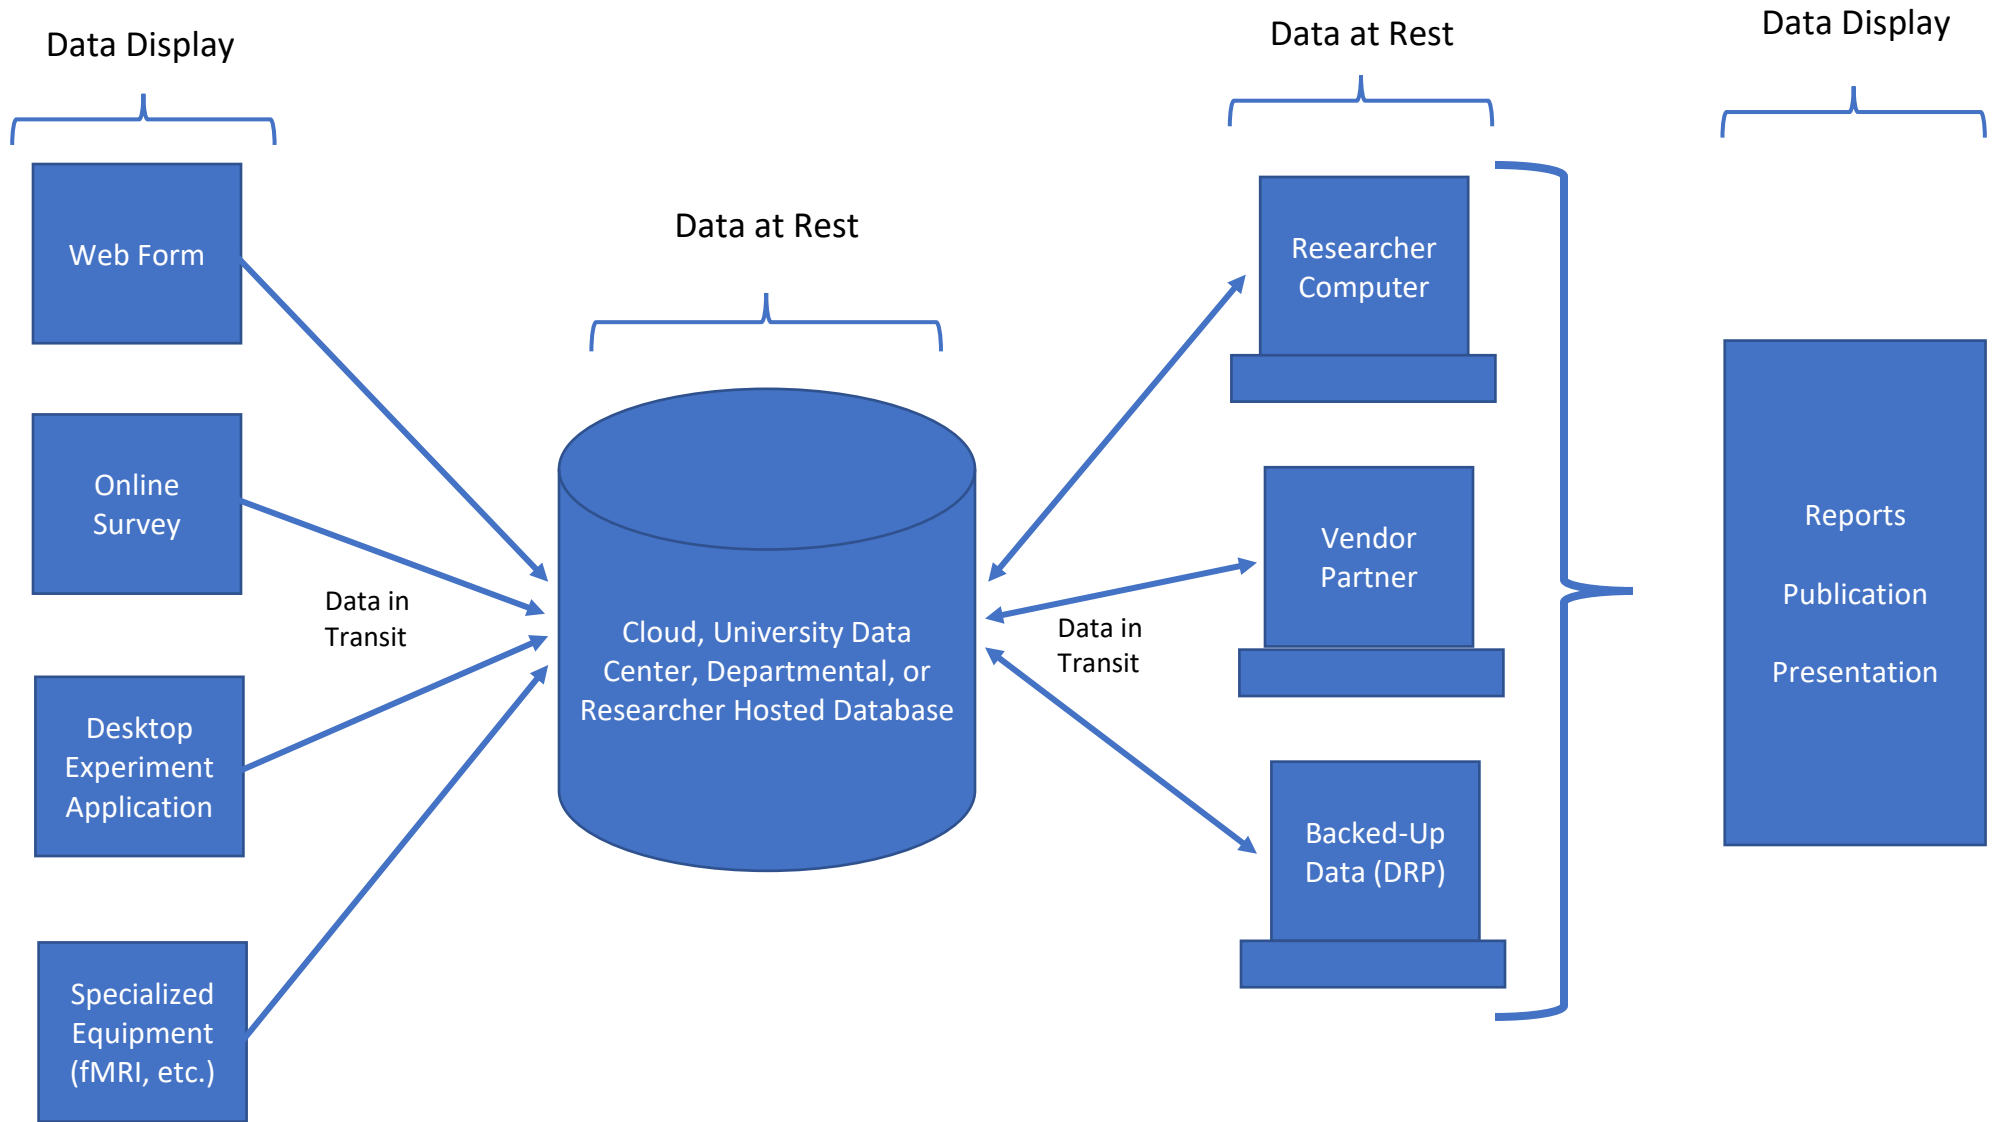 Data Display
Web Form
Online
Survey
Desktop
Experiment
Application
Specialized
Equipment
(fMRI, etc.)
Data in
Transit
Data at Rest
Cloud, University Data
Center, Departmental, or
Researcher Hosted Database
Data in
Transit
Data at Rest
Researcher
Computer
Vendor
Partner
Backed-Up
Data (DRP)
Data Display
Reports
Publication
Presentation